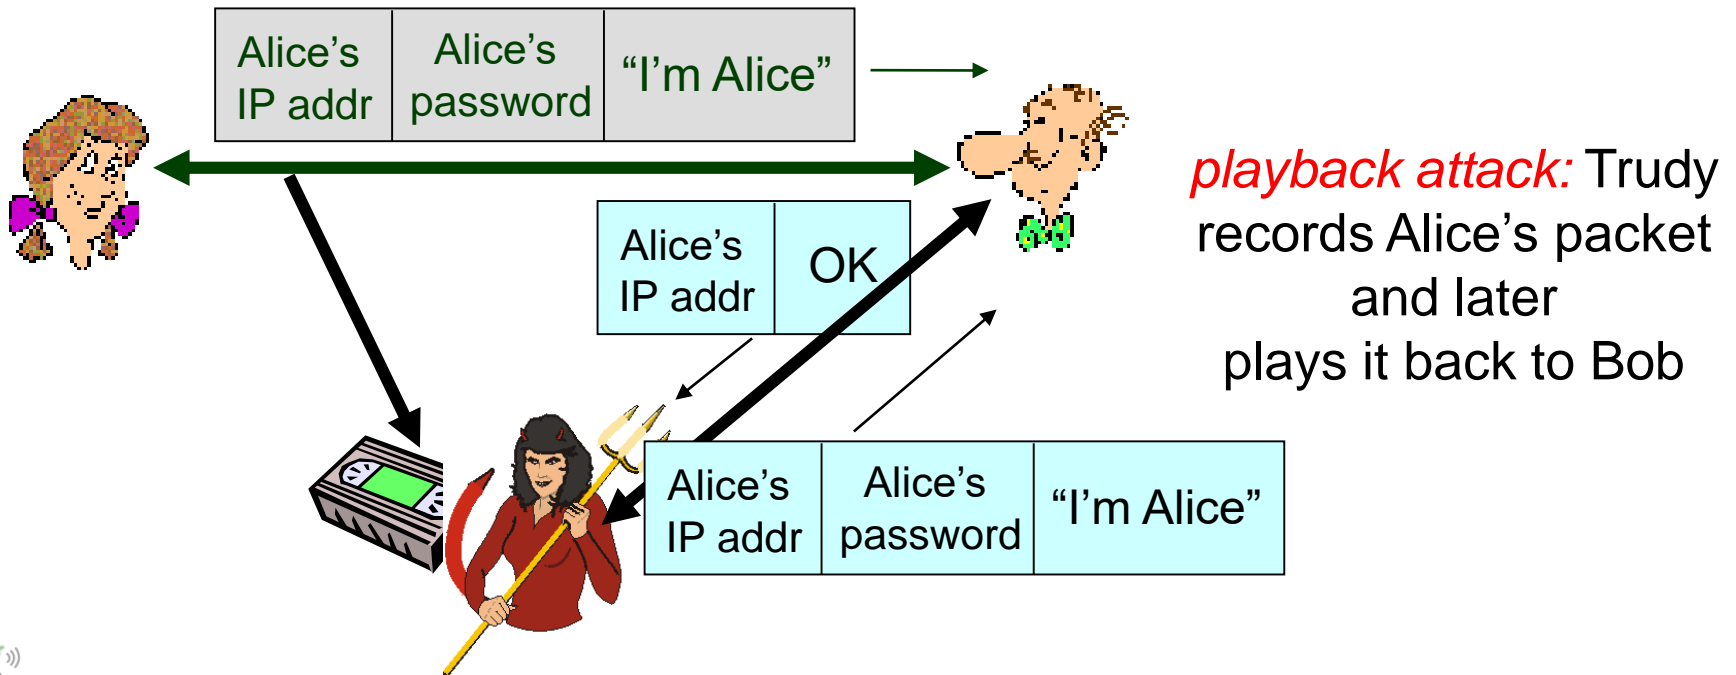 Alice’s
IP addr
Alice’s
password
“I’m Alice”
Alice’s
IP addr
OK
playback attack: Trudy
records Alice’s packet
and later
plays it back to Bob
Alice’s
IP addr
Alice’s
password
“I’m Alice”